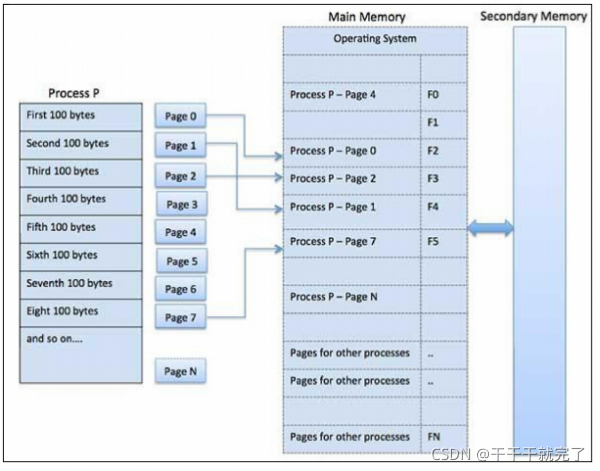 Main Memory
Secondary Memory
Operating System
Process P
First 100 bytes
Second 100 bytes
Third 100 bytes
Fourth 100 bytes
Fifth 100 bytes
Sixth 100 bytes
Seventh 100 bytes
Eight 100 bytes
and so on....
Page 0
Page 1
Page 2
Page 3
Page 4
Page 5
Page 6
Page 7
Page N
Process P – Page 4 F0
F1
Process P – Page 0 F2
Process P – Page 2 F3
Process P – Page 1 F4
Process P – Page 7 F5
Process P – Page N
Pages for other processes ..
Pages for other processes ..
Pages for other processes FN
CSDN @干干干就完了